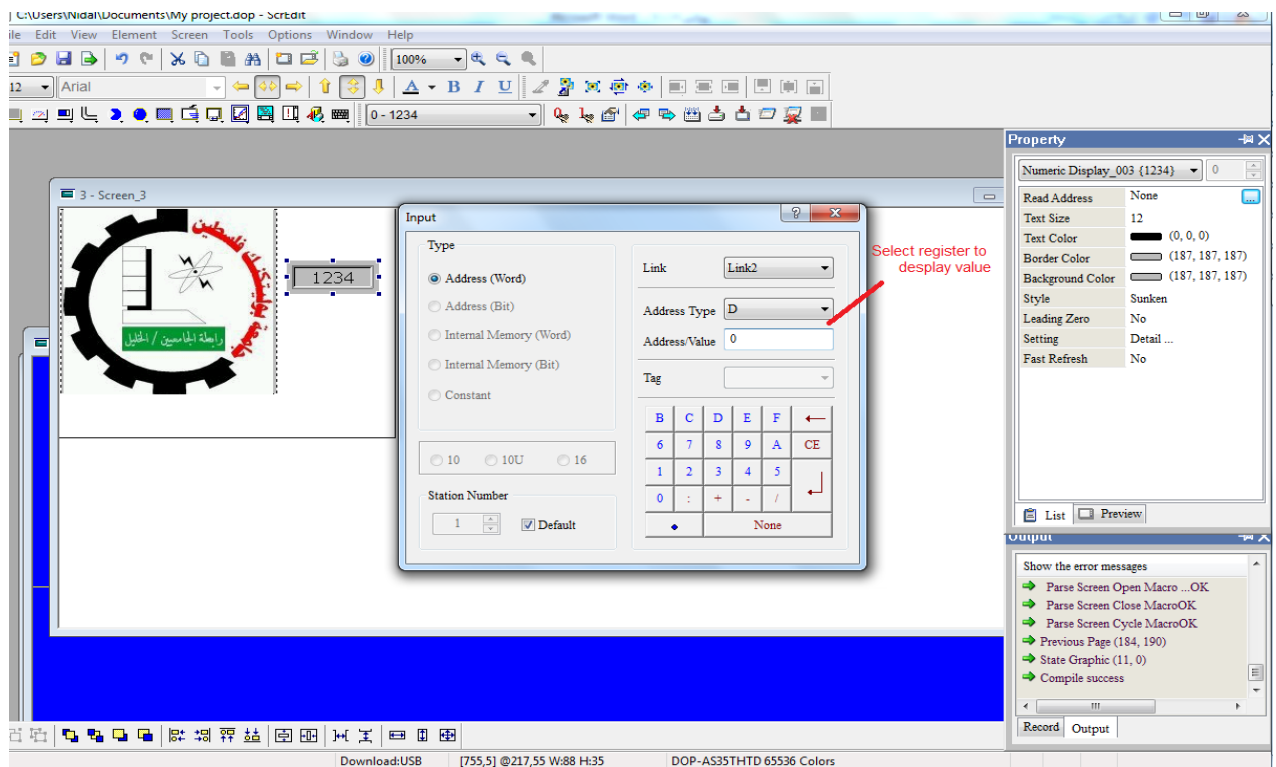 C:\Users\Nidal\Documents\My project.dop - ScrEdit
ile Edit View Element Screen Tools Options Window Help
100%
12 Arial A B I U
0 - 1234
3 - Screen_3
رابطة الجامعيين / الخليل
1234
Input
Type
Address (Word)
Address (Bit)
Internal Memory (Word)
Internal Memory (Bit)
Constant
10 10U 16
Station Number
1 Default
Link Link2
Address Type D
Address/Value 0
Tag
B C D E F
6 7 8 9 A CE
1 2 3 4 5
0 : + - /
None
Select register to
desplay value
Property
Numeric Display_003 {1234} 0
Read Address None ...
Text Size 12
Text Color (0, 0, 0)
Border Color (187, 187, 187)
Background Color (187, 187, 187)
Style Sunken
Leading Zero No
Setting Detail ...
Fast Refresh No
List Preview
Output
Show the error messages
Parse Screen Open Macro ...OK
Parse Screen Close MacroOK
Parse Screen Cycle MacroOK
Previous Page (184, 190)
State Graphic (11, 0)
Compile success
Record Output
Download:USB [755,5] @217,55 W:88 H:35 DOP-AS35THTD 65536 Colors